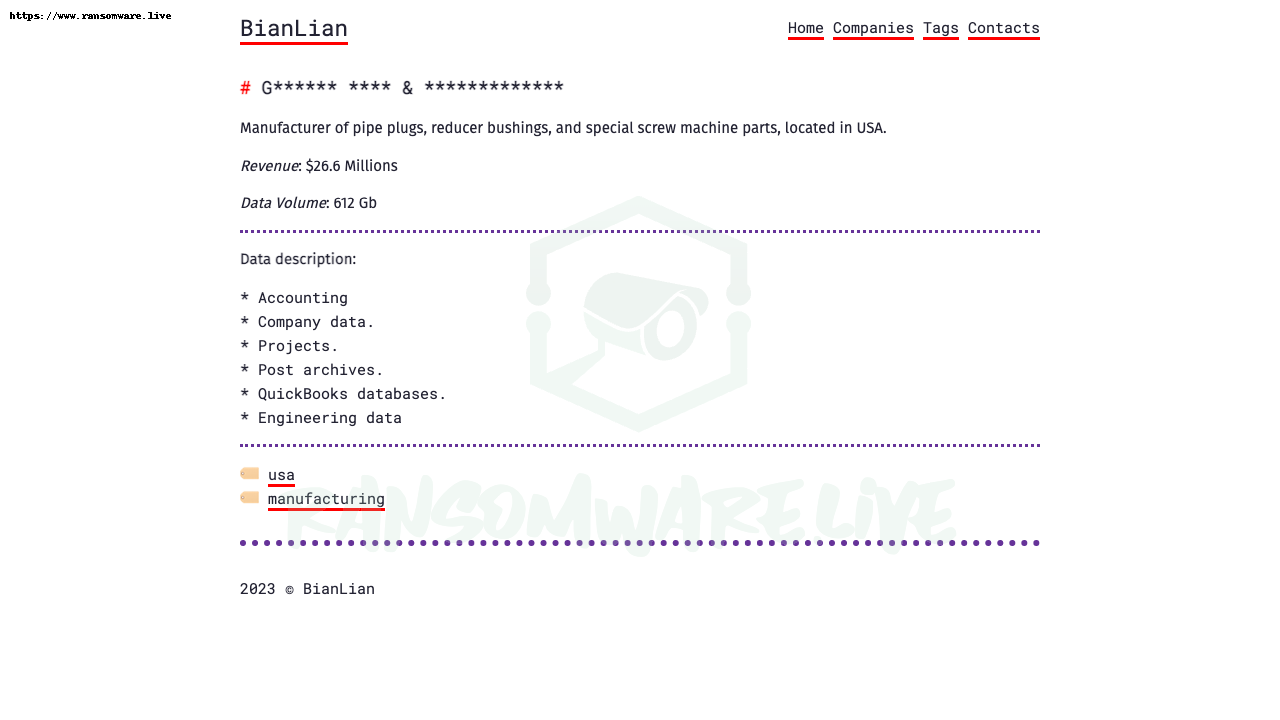 https://www.ransomware.live
BianLian
Home Companies Tags Contacts
# G****** **** & *************
Manufacturer of pipe plugs, reducer bushings, and special screw machine parts, located in USA.
Revenue: $26.6 Millions
Data Volume: 612 Gb
Data description:
* Accounting
* Company data.
* Projects.
* Post archives.
* QuickBooks databases.
* Engineering data
usa
manufacturing
RANSOMWARE.LIVE
2023 © BianLian